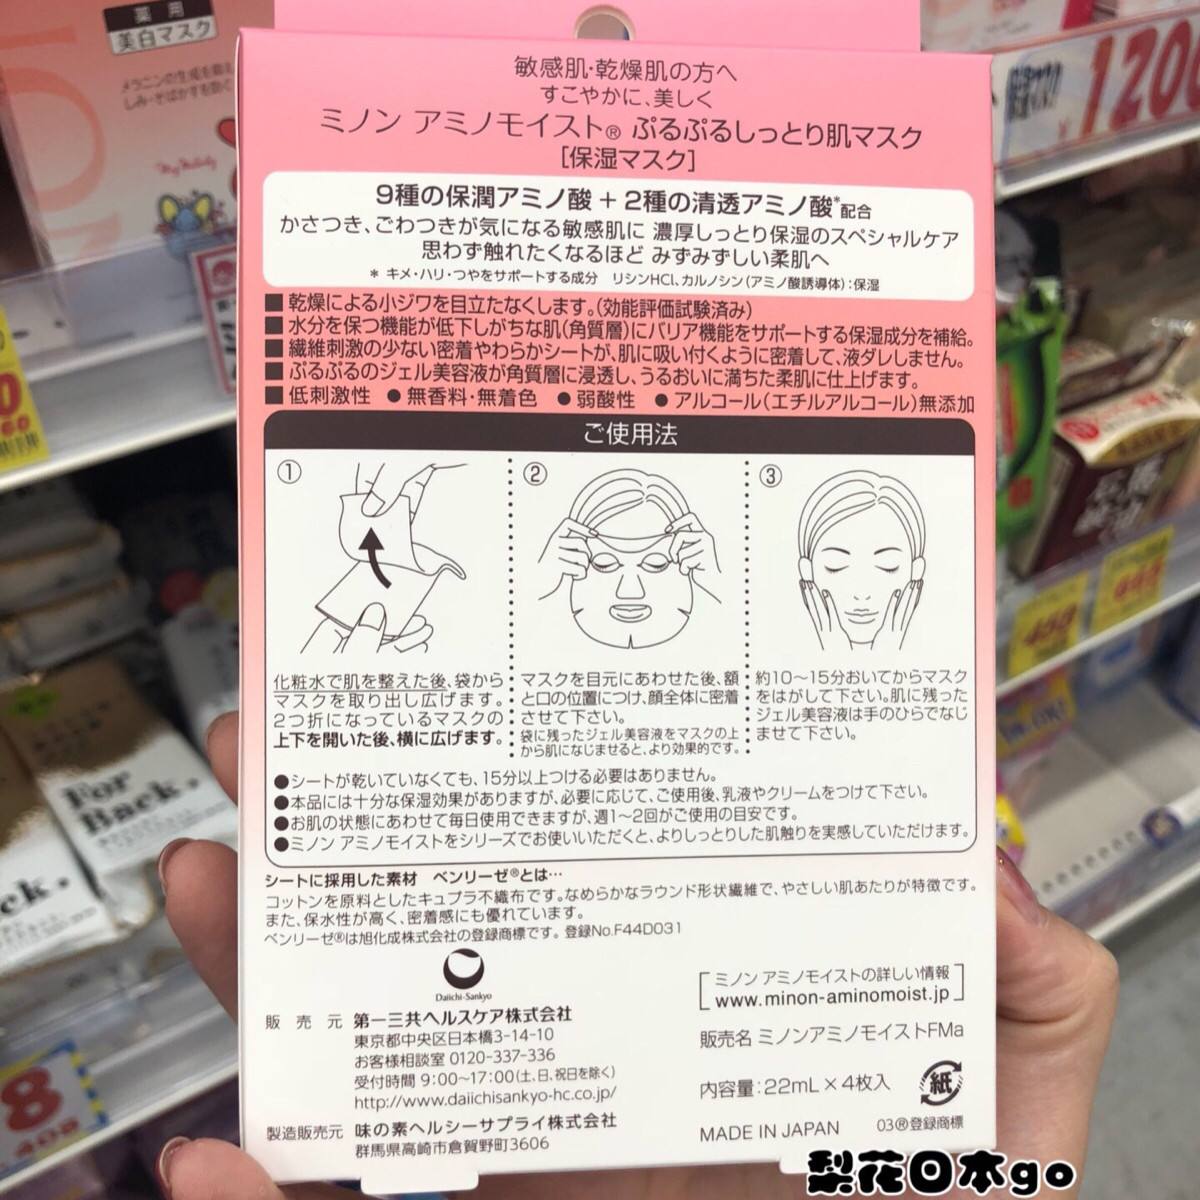 薬用
美白マスク
My Melody
1200
敏感肌・乾燥肌の方へ
すこやかに、美しく
ミノン アミノモイスト® ぷるぷるしっとり肌マスク
[保湿マスク]
9種の保潤アミノ酸 + 2種の清透アミノ酸*配合
かさつき、ごわつきが気になる敏感肌に 濃厚しっとり保湿のスペシャルケア
思わず触れたくなるほど みずみずしい柔肌へ
* キメ・ハリ・つやをサポートする成分 リシンHCl、カルノシン(アミノ酸誘導体):保湿
■ 乾燥による小ジワを目立たなくします。(効能評価試験済み)
■ 水分を保つ機能が低下しがちな肌(角質層)にバリア機能をサポートする保湿成分を補給。
■ 繊維刺激の少ない密着やわらかシートが、肌に吸い付くように密着して、液ダレしません。
■ ぷるぷるのジェル美容液が角質層に浸透し、うるおいに満ちた柔肌に仕上げます。
■ 低刺激性 ●無香料・無着色 ●弱酸性 ●アルコール(エチルアルコール)無添加
ご使用法
①
化粧水で肌を整えた後、袋から
マスクを取り出し広げます。
2つ折になっているマスクの
上下を開いた後、横に広げます。
②
マスクを目元にあわせた後、額
と口の位置につけ、顔全体に密着
させて下さい。
袋に残ったジェル美容液をマスクの上
から肌になじませると、より効果的です。
③
約10~15分おいてからマスク
をはがして下さい。肌に残った
ジェル美容液は手のひらでなじ
ませて下さい。
●シートが乾いていなくても、15分以上つける必要はありません。
●本品には十分な保湿効果がありますが、必要に応じて、ご使用後、乳液やクリームをつけて下さい。
●お肌の状態にあわせて毎日使用できますが、週1~2回がご使用の目安です。
●ミノン アミノモイストをシリーズでお使いいただくと、よりしっとりした肌触りを実感していただけます。
シートに採用した素材 ベンリーゼ®とは…
コットンを原料としたキュプラ不織布です。なめらかなラウンド形状繊維で、やさしい肌あたりが特徴です。
また、保水性が高く、密着感にも優れています。
ベンリーゼ®は旭化成株式会社の登録商標です。登録No.F44D031
Daiichi-Sankyo
販売元 第一三共ヘルスケア株式会社
東京都中央区日本橋3-14-10
お客様相談室 0120-337-336
受付時間 9:00~17:00(土、日、祝日を除く)
http://www.daiichisankyo-hc.co.jp/
製造販売元 味の素ヘルシーサプライ株式会社
群馬県高崎市倉賀野町3606
ミノン アミノモイストの詳しい情報
www.minon-aminomoist.jp
販売名 ミノンアミノモイストFMa
内容量:22mL×4枚入
紙
MADE IN JAPAN
03®登録商標
For
Back.
梨花日本go